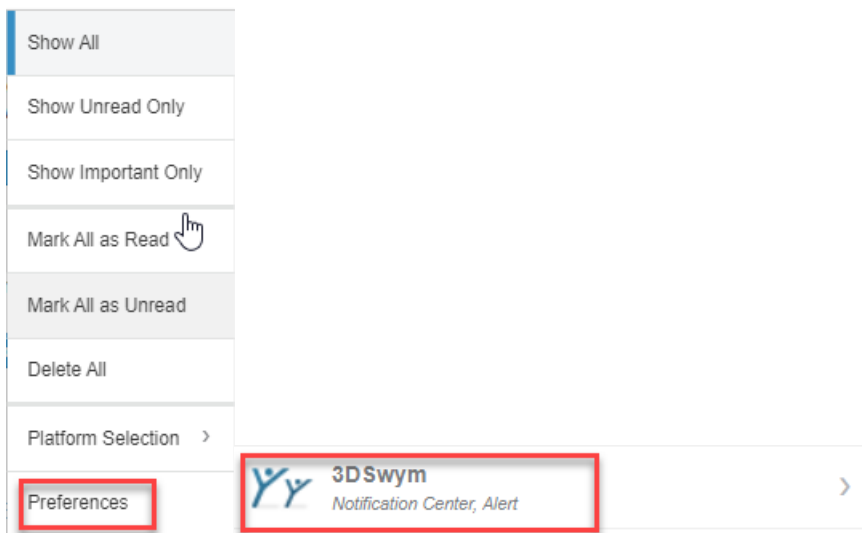 Show All
Show Unread Only
Show Important Only
Mark All as Read
Mark All as Unread
Delete All
Platform Selection
Preferences
3DSwym
Notification Center, Alert